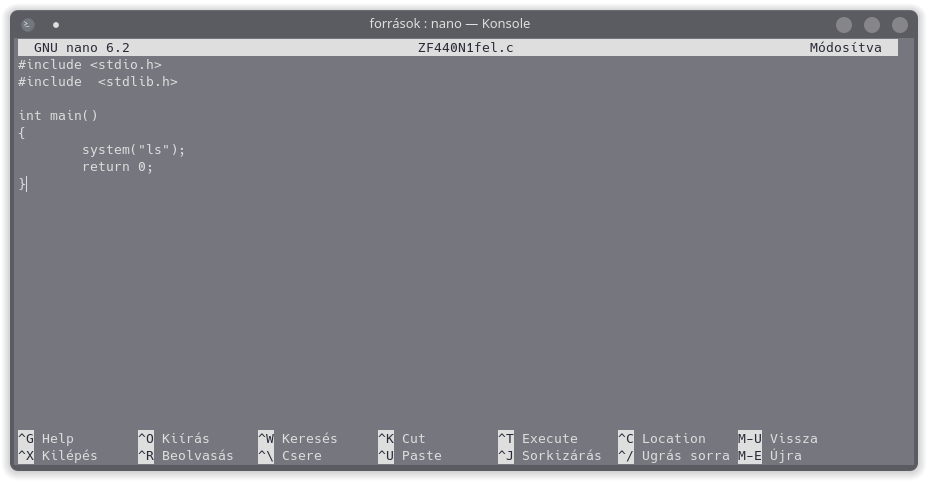 források : nano — Konsole
GNU nano 6.2 ZF440N1fel.c Módosítva
#include <stdio.h>
#include  <stdlib.h>
int main()
{
        system("ls");
        return 0;
}
^G Help ^O Kiírás ^W Keresés ^K Cut ^T Execute ^C Location M-U Vissza
^X Kilépés ^R Beolvasás ^\ Csere ^U Paste ^J Sorkizárás ^/ Ugrás sorra M-E Újra